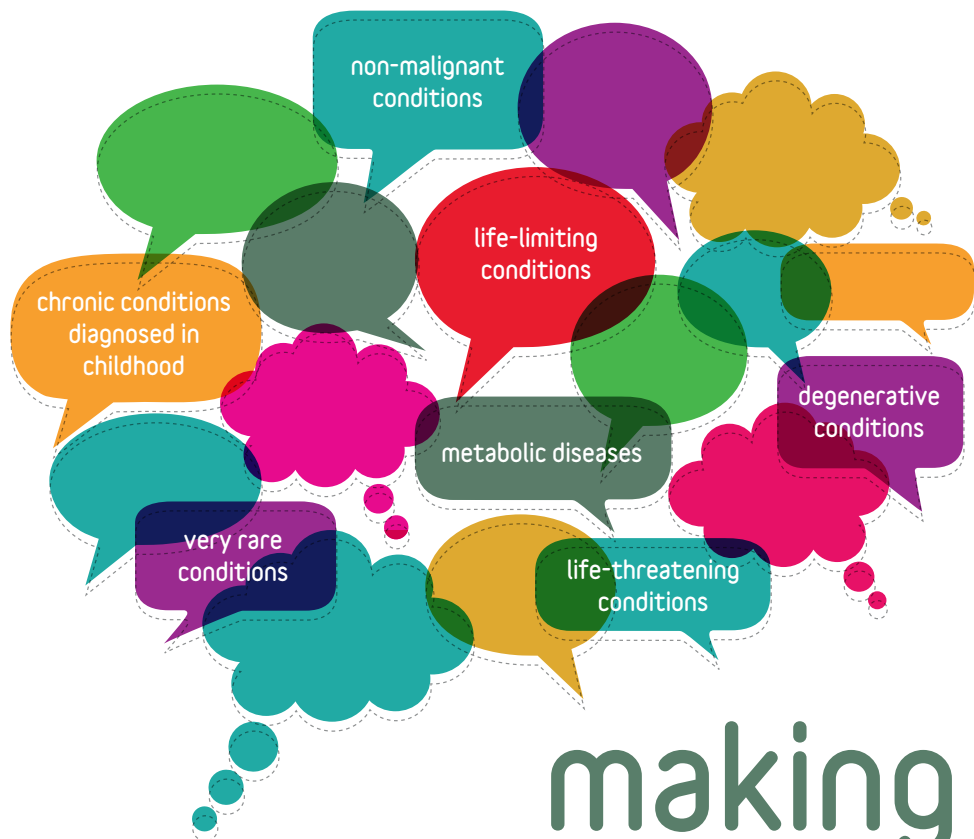 non-malignant
conditions
life-limiting
conditions
chronic conditions
diagnosed in
childhood
degenerative
conditions
metabolic diseases
very rare
conditions
life-threatening
conditions
making